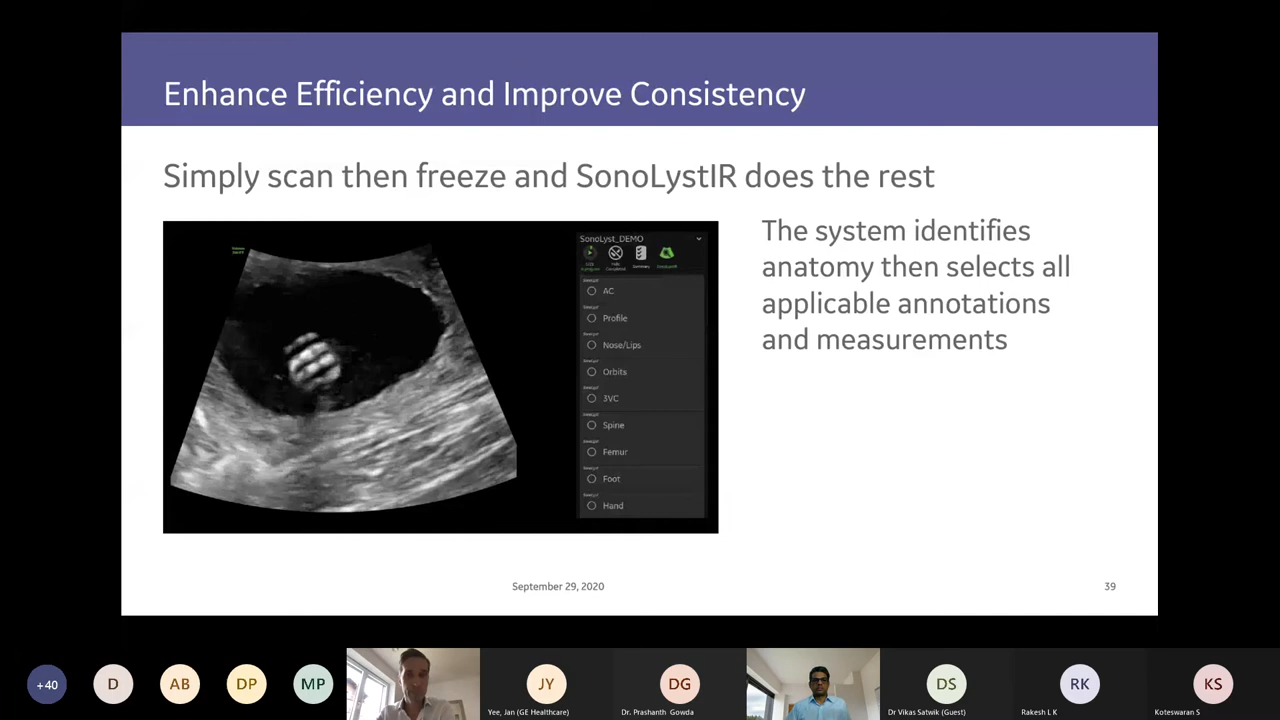 Enhance Efficiency and Improve Consistency
Simply scan then freeze and SonoLystIR does the rest
The system identifies
anatomy then selects all
applicable annotations
and measurements
SonoLyst_DEMO
Summary
SonoLystIR
AC
Profile
Nose/Lips
Orbits
3VC
Spine
Femur
Foot
Hand
September 29, 2020
39
+40
D
AB
DP
MP
JY
DG
DS
RK
KS
Yee, Jan (GE Healthcare)
Dr. Prashanth Gowda
Dr Vikas Satwik (Guest)
Rakesh L K
Koteswaran S